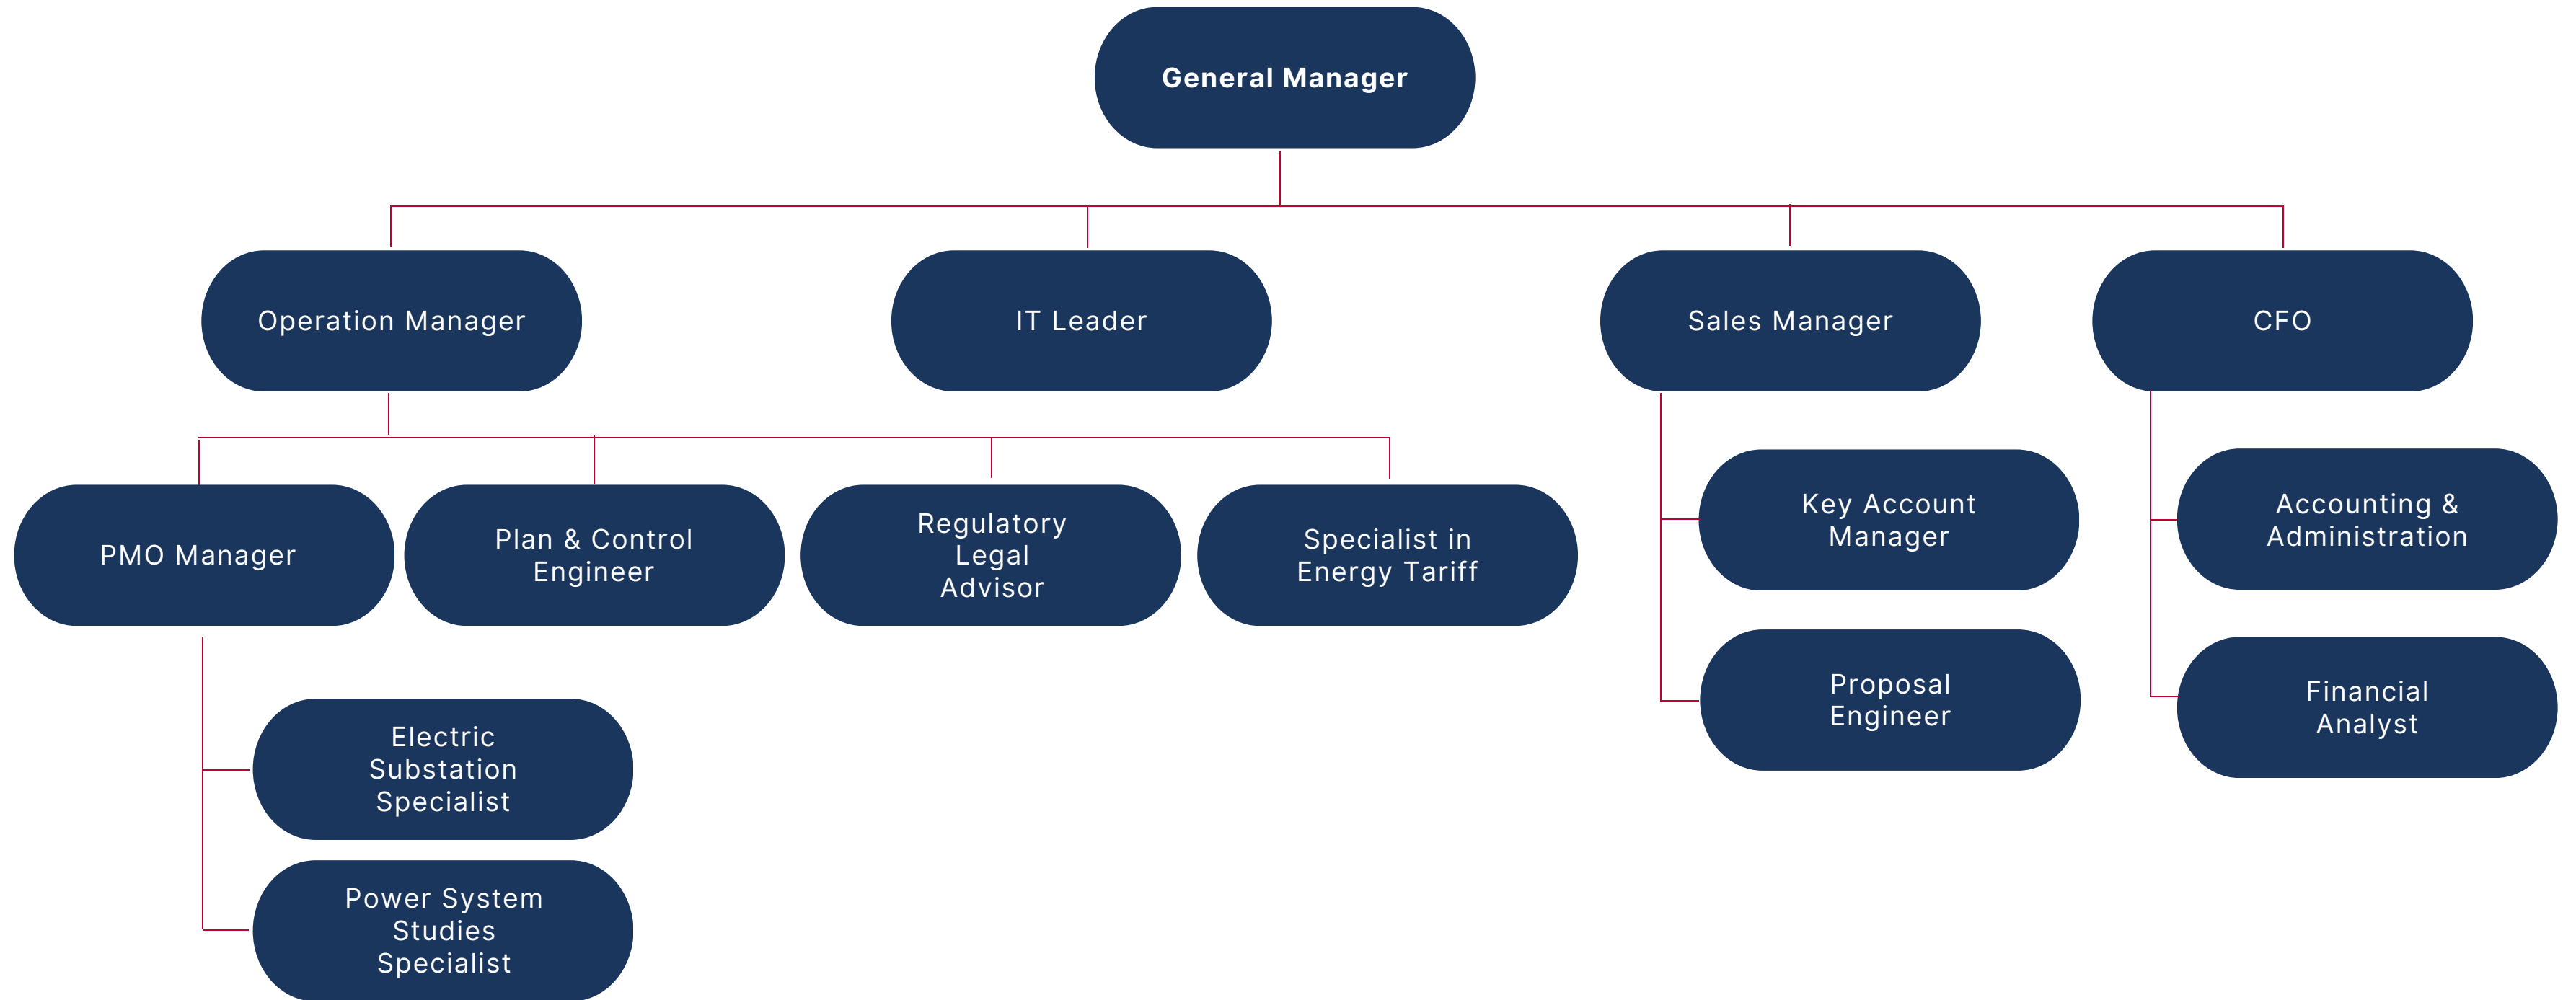 General Manager
Operation Manager
IT Leader
Sales Manager
CFO
PMO Manager
Plan & Control
Engineer
Regulatory
Legal
Advisor
Specialist in
Energy Tariff
Key Account
Manager
Accounting &
Administration
Proposal
Engineer
Financial
Analyst
Electric
Substation
Specialist
Power System
Studies
Specialist